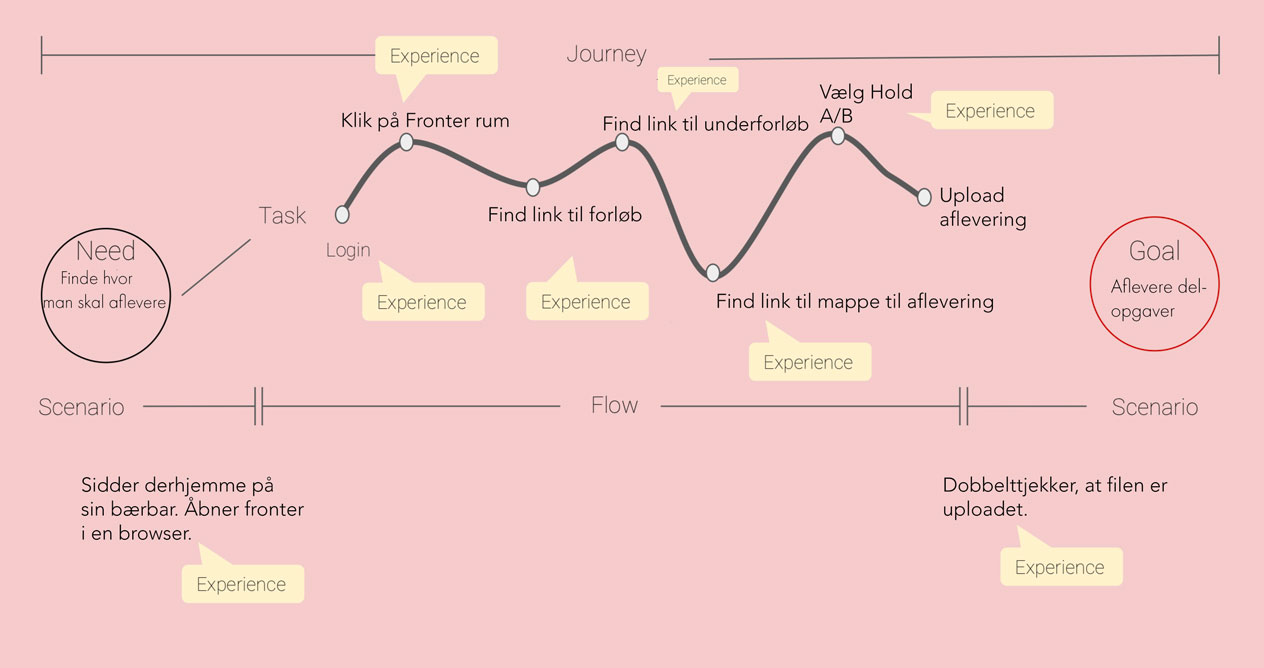 Journey
Experience
Experience
Klik på Fronter rum
Find link til underforløb
Vælg Hold
A/B
Experience
Task
Login
Find link til forløb
Upload
aflevering
Need
Finde hvor
man skal aflevere
Experience
Experience
Find link til mappe til aflevering
Experience
Goal
Aflevere del-
opgaver
Scenario
Flow
Scenario
Sidder derhjemme på
sin bærbar. Åbner fronter
i en browser.
Experience
Dobbelttjekker, at filen er
uploadet.
Experience